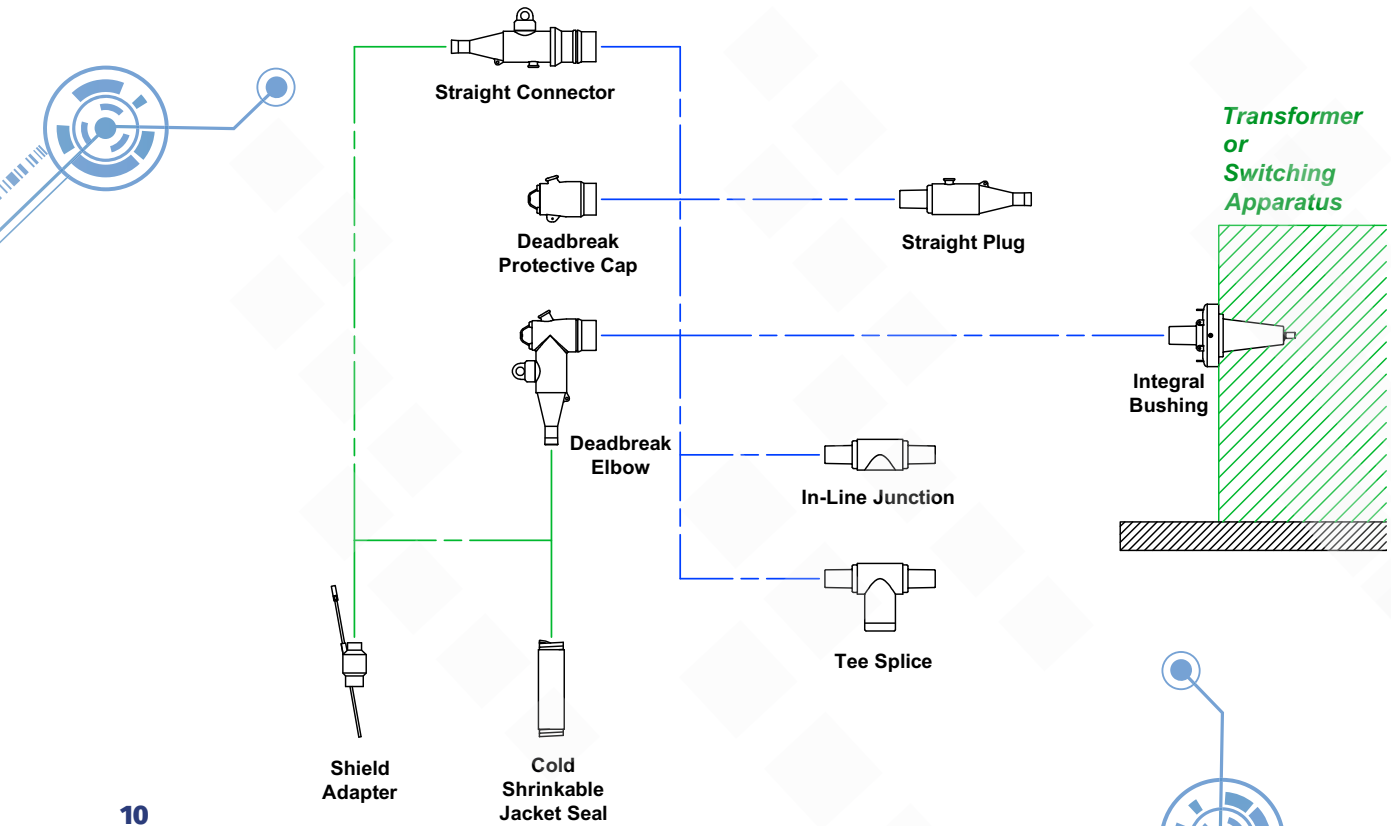 Straight Connector
Transformer
or
Switching
Apparatus
Deadbreak
Protective Cap
Straight Plug
Integral
Bushing
Deadbreak
Elbow
In-Line Junction
Tee Splice
Shield
Adapter
Cold
Shrinkable
Jacket Seal
10